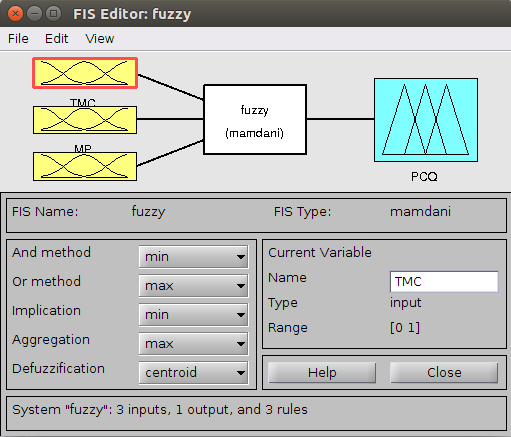 FIS Editor: fuzzy
File Edit View
TMC
MP
fuzzy
(mamdani)
PCQ
FIS Name: fuzzy FIS Type: mamdani
And method min
Or method max
Implication min
Aggregation max
Defuzzification centroid
Current Variable
Name TMC
Type input
Range [0 1]
Help Close
System "fuzzy": 3 inputs, 1 output, and 3 rules